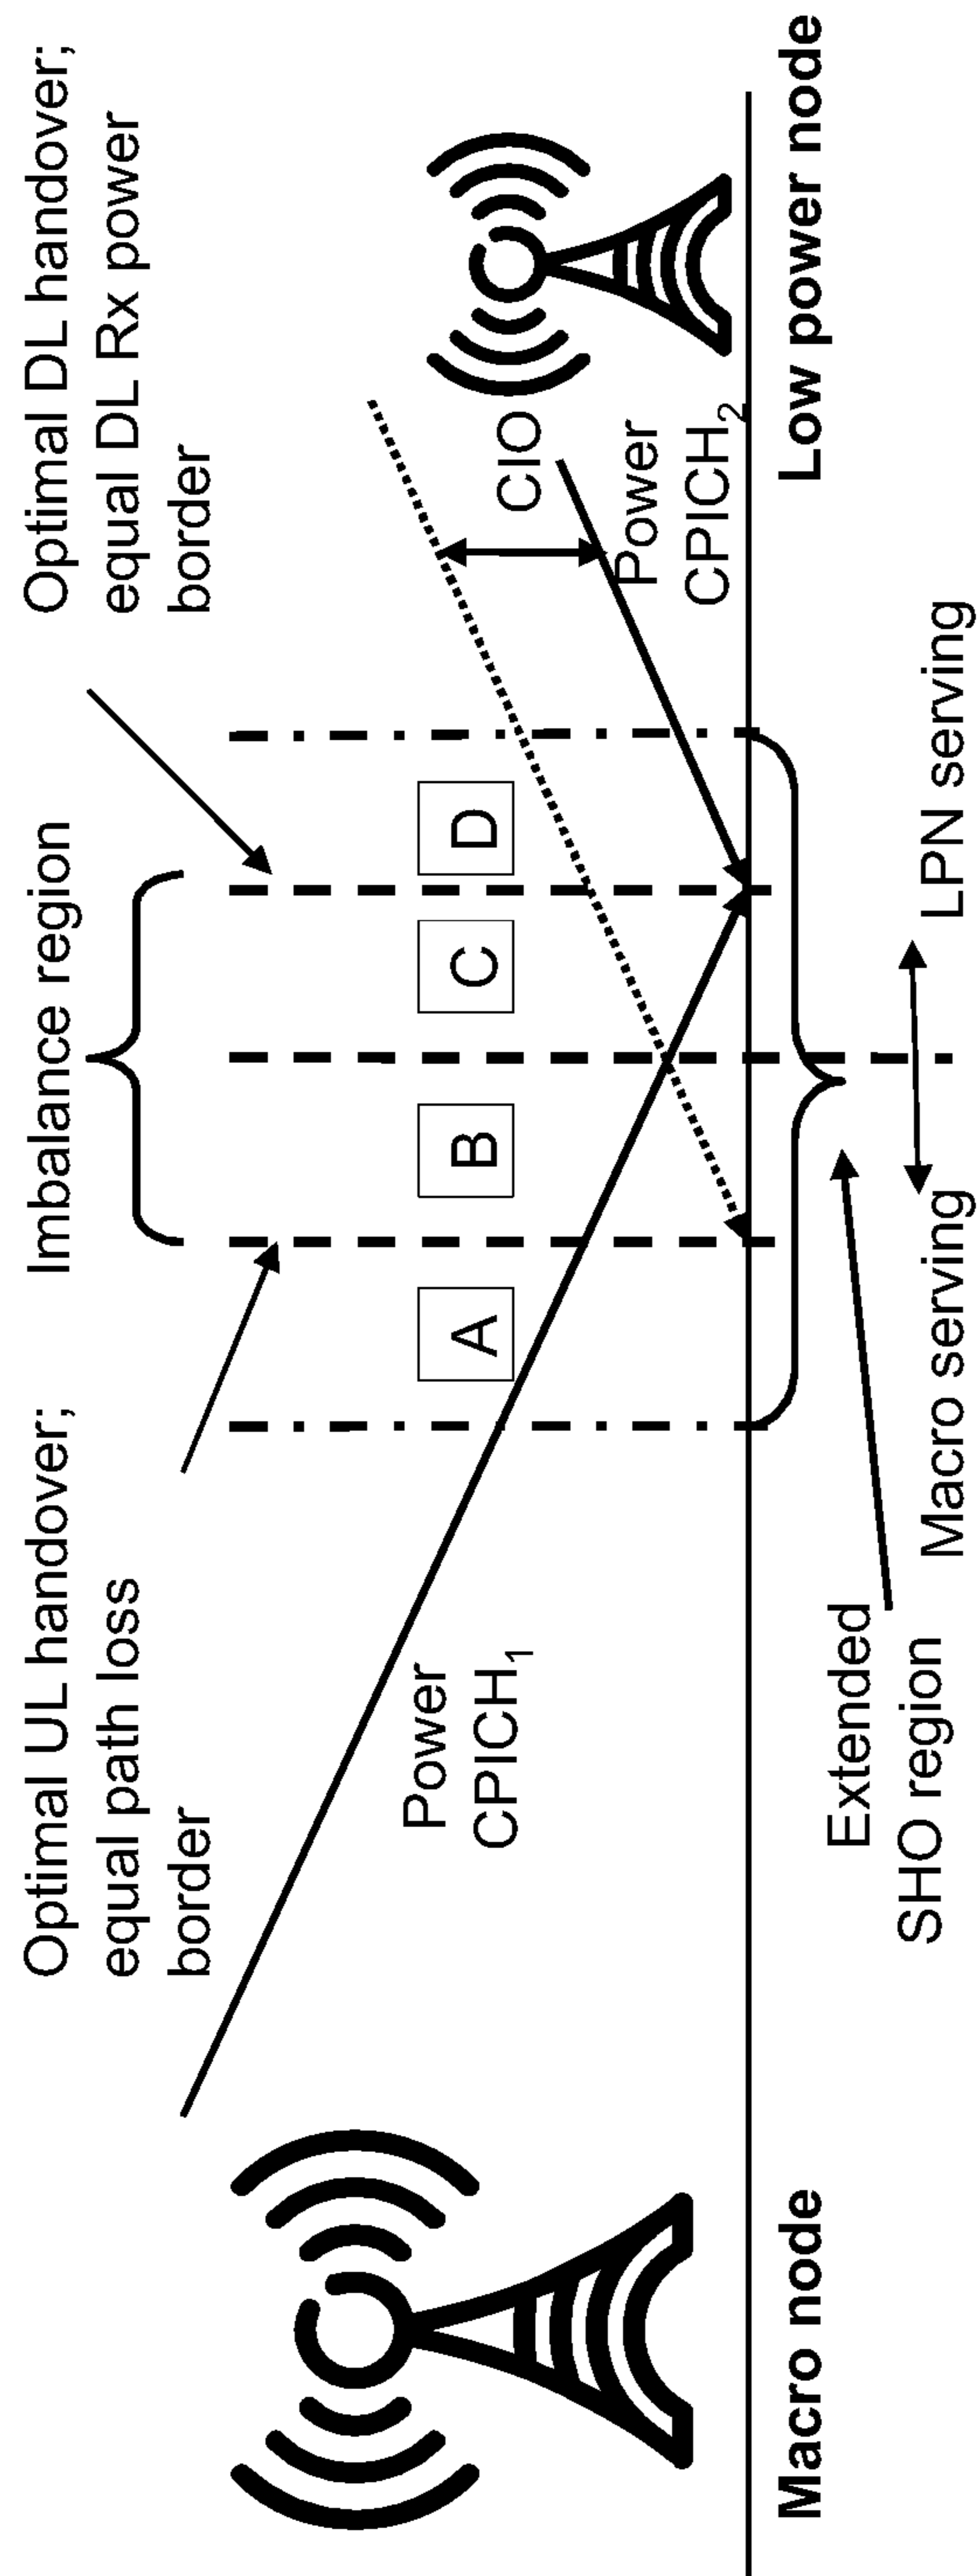 Optimal UL handover;
equal path loss
border
Imbalance region
Optimal DL handover;
equal DL Rx power
border
A
B
C
D
Power
CPICH1
CIO
Power
CPICH2
Macro node
Low power node
Extended
SHO region
Macro serving
LPN serving